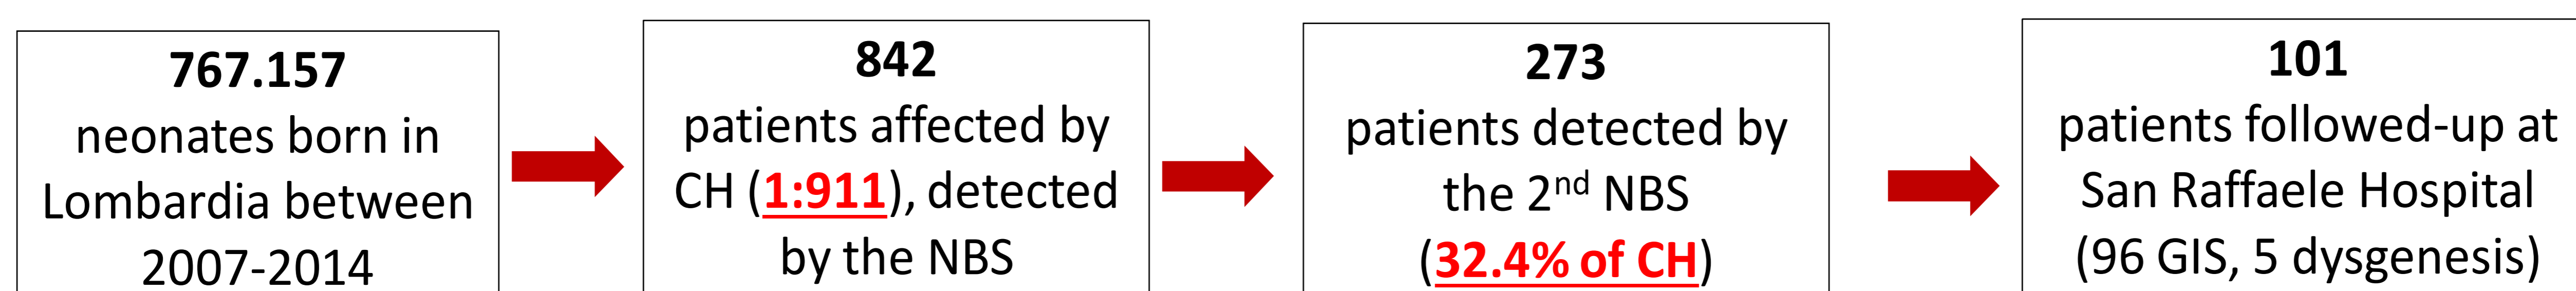 767.157
neonates born in
Lombardia between
2007-2014
842
patients affected by
CH (1:911), detected
by the NBS
273
patients detected by
the 2nd NBS
(32.4% of CH)
101
patients followed-up at
San Raffaele Hospital
(96 GIS, 5 dysgenesis)